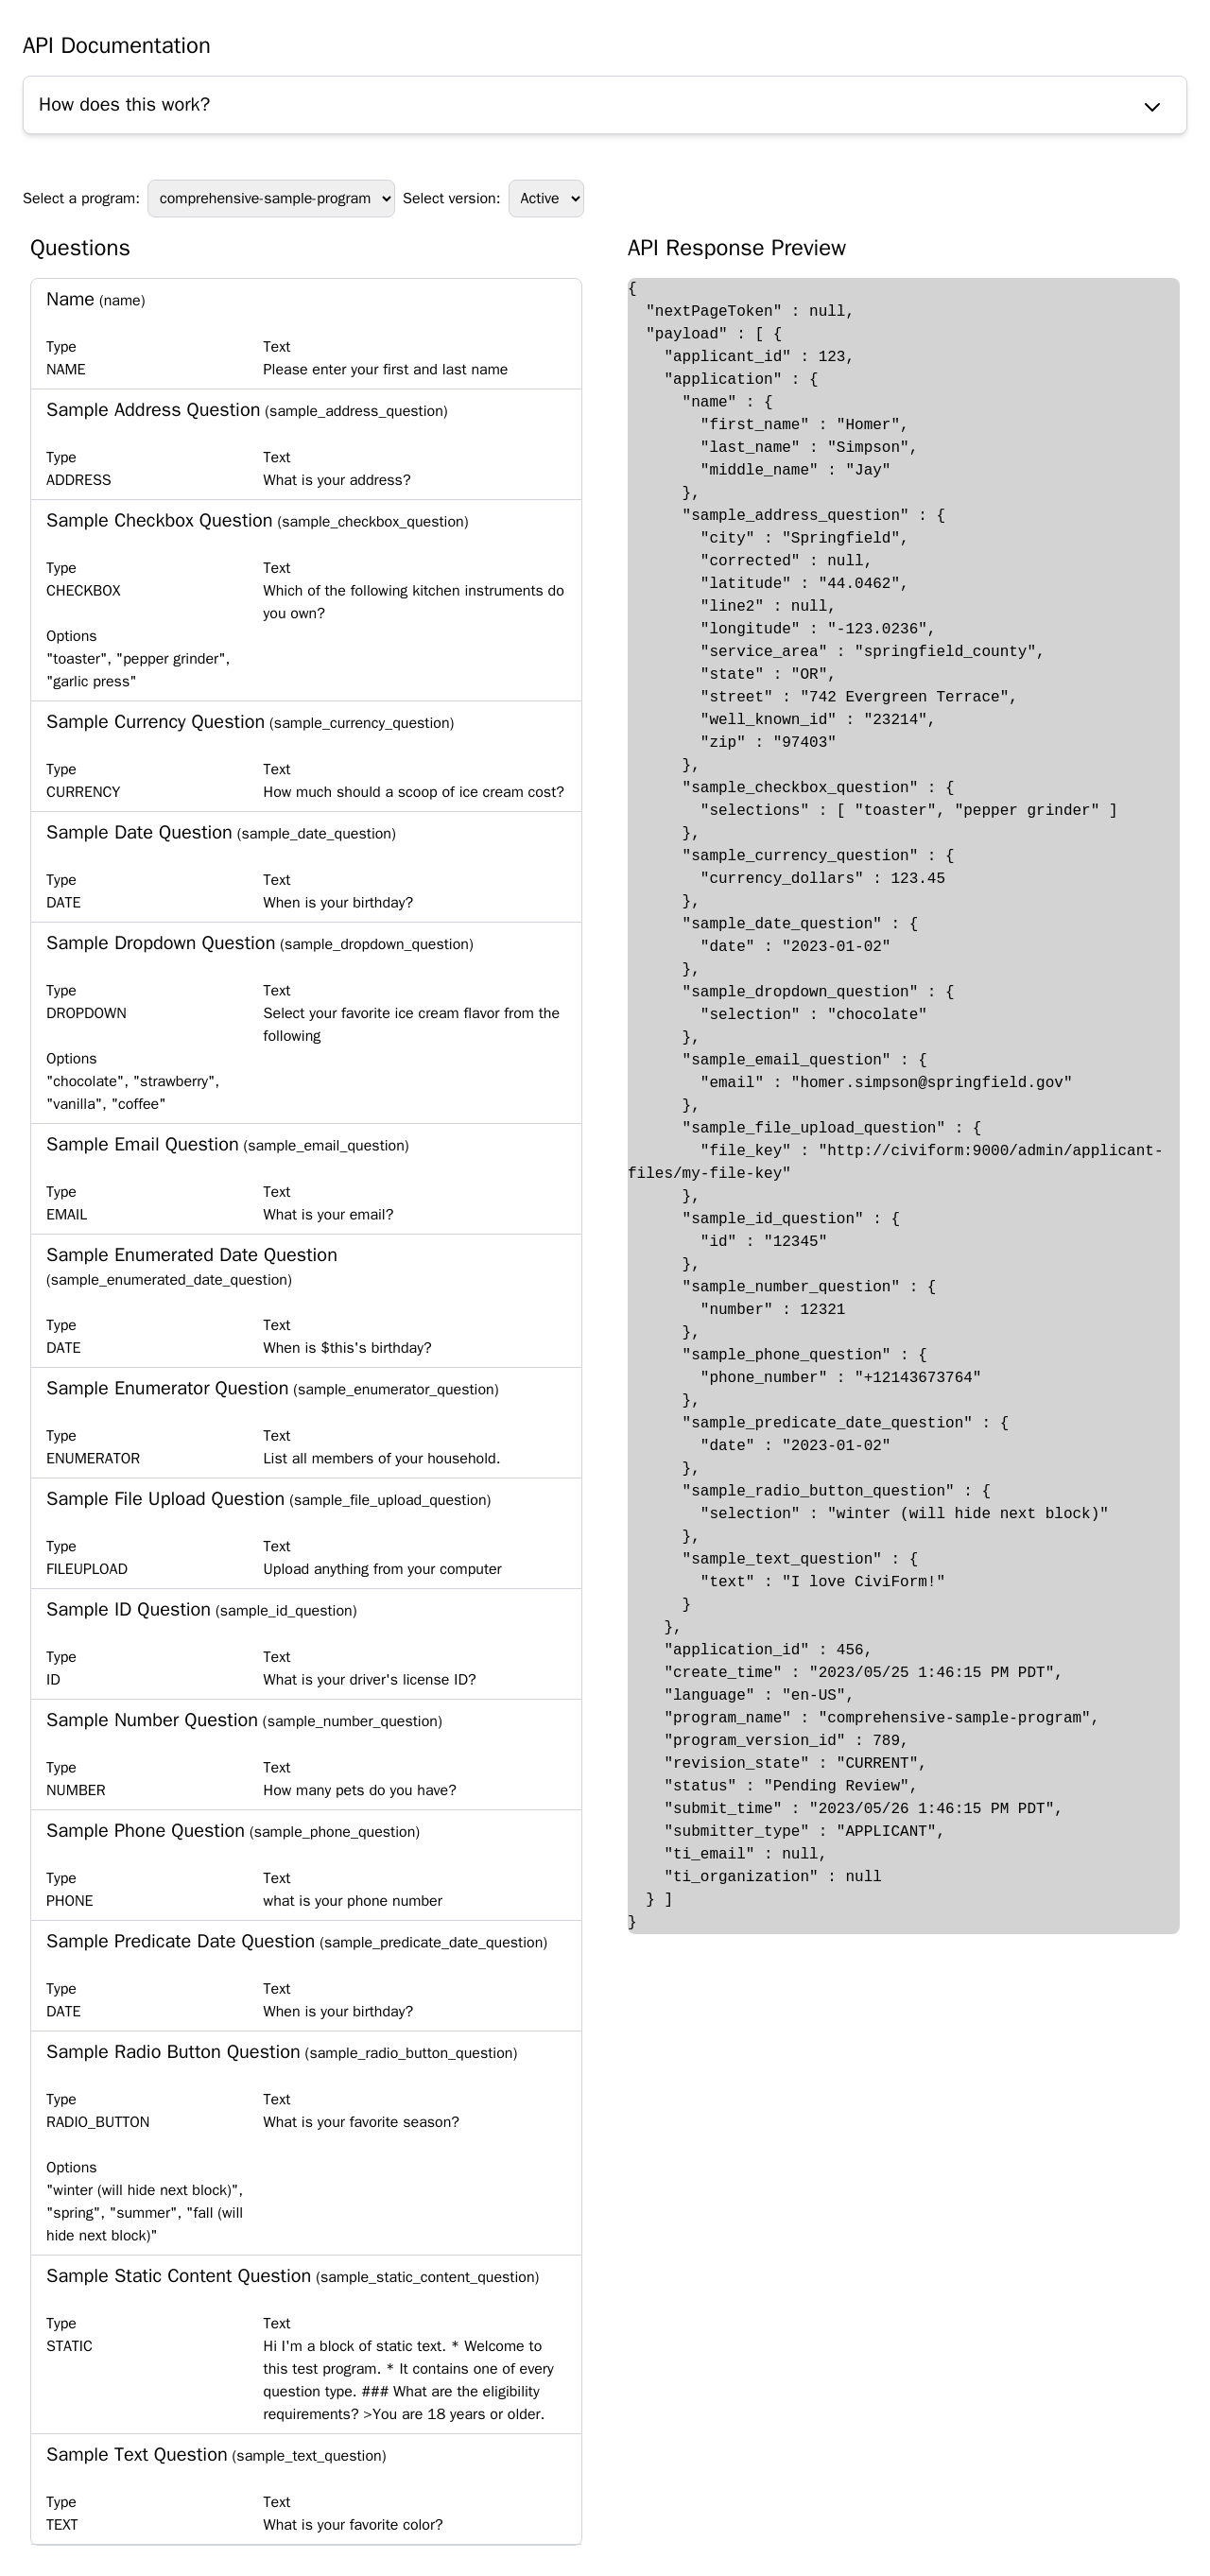 API Documentation
How does this work?
Select a program: comprehensive-sample-program Select version: Active
Questions
Name (name)
Type Text
NAME Please enter your first and last name
Sample Address Question (sample_address_question)
Type Text
ADDRESS What is your address?
Sample Checkbox Question (sample_checkbox_question)
Type Text
CHECKBOX Which of the following kitchen instruments do
you own?
Options
"toaster", "pepper grinder",
"garlic press"
Sample Currency Question (sample_currency_question)
Type Text
CURRENCY How much should a scoop of ice cream cost?
Sample Date Question (sample_date_question)
Type Text
DATE When is your birthday?
Sample Dropdown Question (sample_dropdown_question)
Type Text
DROPDOWN Select your favorite ice cream flavor from the
following
Options
"chocolate", "strawberry",
"vanilla", "coffee"
Sample Email Question (sample_email_question)
Type Text
EMAIL What is your email?
Sample Enumerated Date Question
(sample_enumerated_date_question)
Type Text
DATE When is $this's birthday?
Sample Enumerator Question (sample_enumerator_question)
Type Text
ENUMERATOR List all members of your household.
Sample File Upload Question (sample_file_upload_question)
Type Text
FILEUPLOAD Upload anything from your computer
Sample ID Question (sample_id_question)
Type Text
ID What is your driver's license ID?
Sample Number Question (sample_number_question)
Type Text
NUMBER How many pets do you have?
Sample Phone Question (sample_phone_question)
Type Text
PHONE what is your phone number
Sample Predicate Date Question (sample_predicate_date_question)
Type Text
DATE When is your birthday?
Sample Radio Button Question (sample_radio_button_question)
Type Text
RADIO_BUTTON What is your favorite season?
Options
"winter (will hide next block)",
"spring", "summer", "fall (will
hide next block)"
Sample Static Content Question (sample_static_content_question)
Type Text
STATIC Hi I'm a block of static text. * Welcome to
this test program. * It contains one of every
question type. ### What are the eligibility
requirements? >You are 18 years or older.
Sample Text Question (sample_text_question)
Type Text
TEXT What is your favorite color?
API Response Preview
{
"nextPageToken" : null,
"payload" : [ {
"applicant_id" : 123,
"application" : {
"name" : {
"first_name" : "Homer",
"last_name" : "Simpson",
"middle_name" : "Jay"
},
"sample_address_question" : {
"city" : "Springfield",
"corrected" : null,
"latitude" : "44.0462",
"line2" : null,
"longitude" : "-123.0236",
"service_area" : "springfield_county",
"state" : "OR",
"street" : "742 Evergreen Terrace",
"well_known_id" : "23214",
"zip" : "97403"
},
"sample_checkbox_question" : {
"selections" : [ "toaster", "pepper grinder" ]
},
"sample_currency_question" : {
"currency_dollars" : 123.45
},
"sample_date_question" : {
"date" : "2023-01-02"
},
"sample_dropdown_question" : {
"selection" : "chocolate"
},
"sample_email_question" : {
"email" : "homer.simpson@springfield.gov"
},
"sample_file_upload_question" : {
"file_key" : "http://civiform:9000/admin/applicant-
files/my-file-key"
},
"sample_id_question" : {
"id" : "12345"
},
"sample_number_question" : {
"number" : 12321
},
"sample_phone_question" : {
"phone_number" : "+12143673764"
},
"sample_predicate_date_question" : {
"date" : "2023-01-02"
},
"sample_radio_button_question" : {
"selection" : "winter (will hide next block)"
},
"sample_text_question" : {
"text" : "I love CiviForm!"
}
},
"application_id" : 456,
"create_time" : "2023/05/25 1:46:15 PM PDT",
"language" : "en-US",
"program_name" : "comprehensive-sample-program",
"program_version_id" : 789,
"revision_state" : "CURRENT",
"status" : "Pending Review",
"submit_time" : "2023/05/26 1:46:15 PM PDT",
"submitter_type" : "APPLICANT",
"ti_email" : null,
"ti_organization" : null
} ]
}